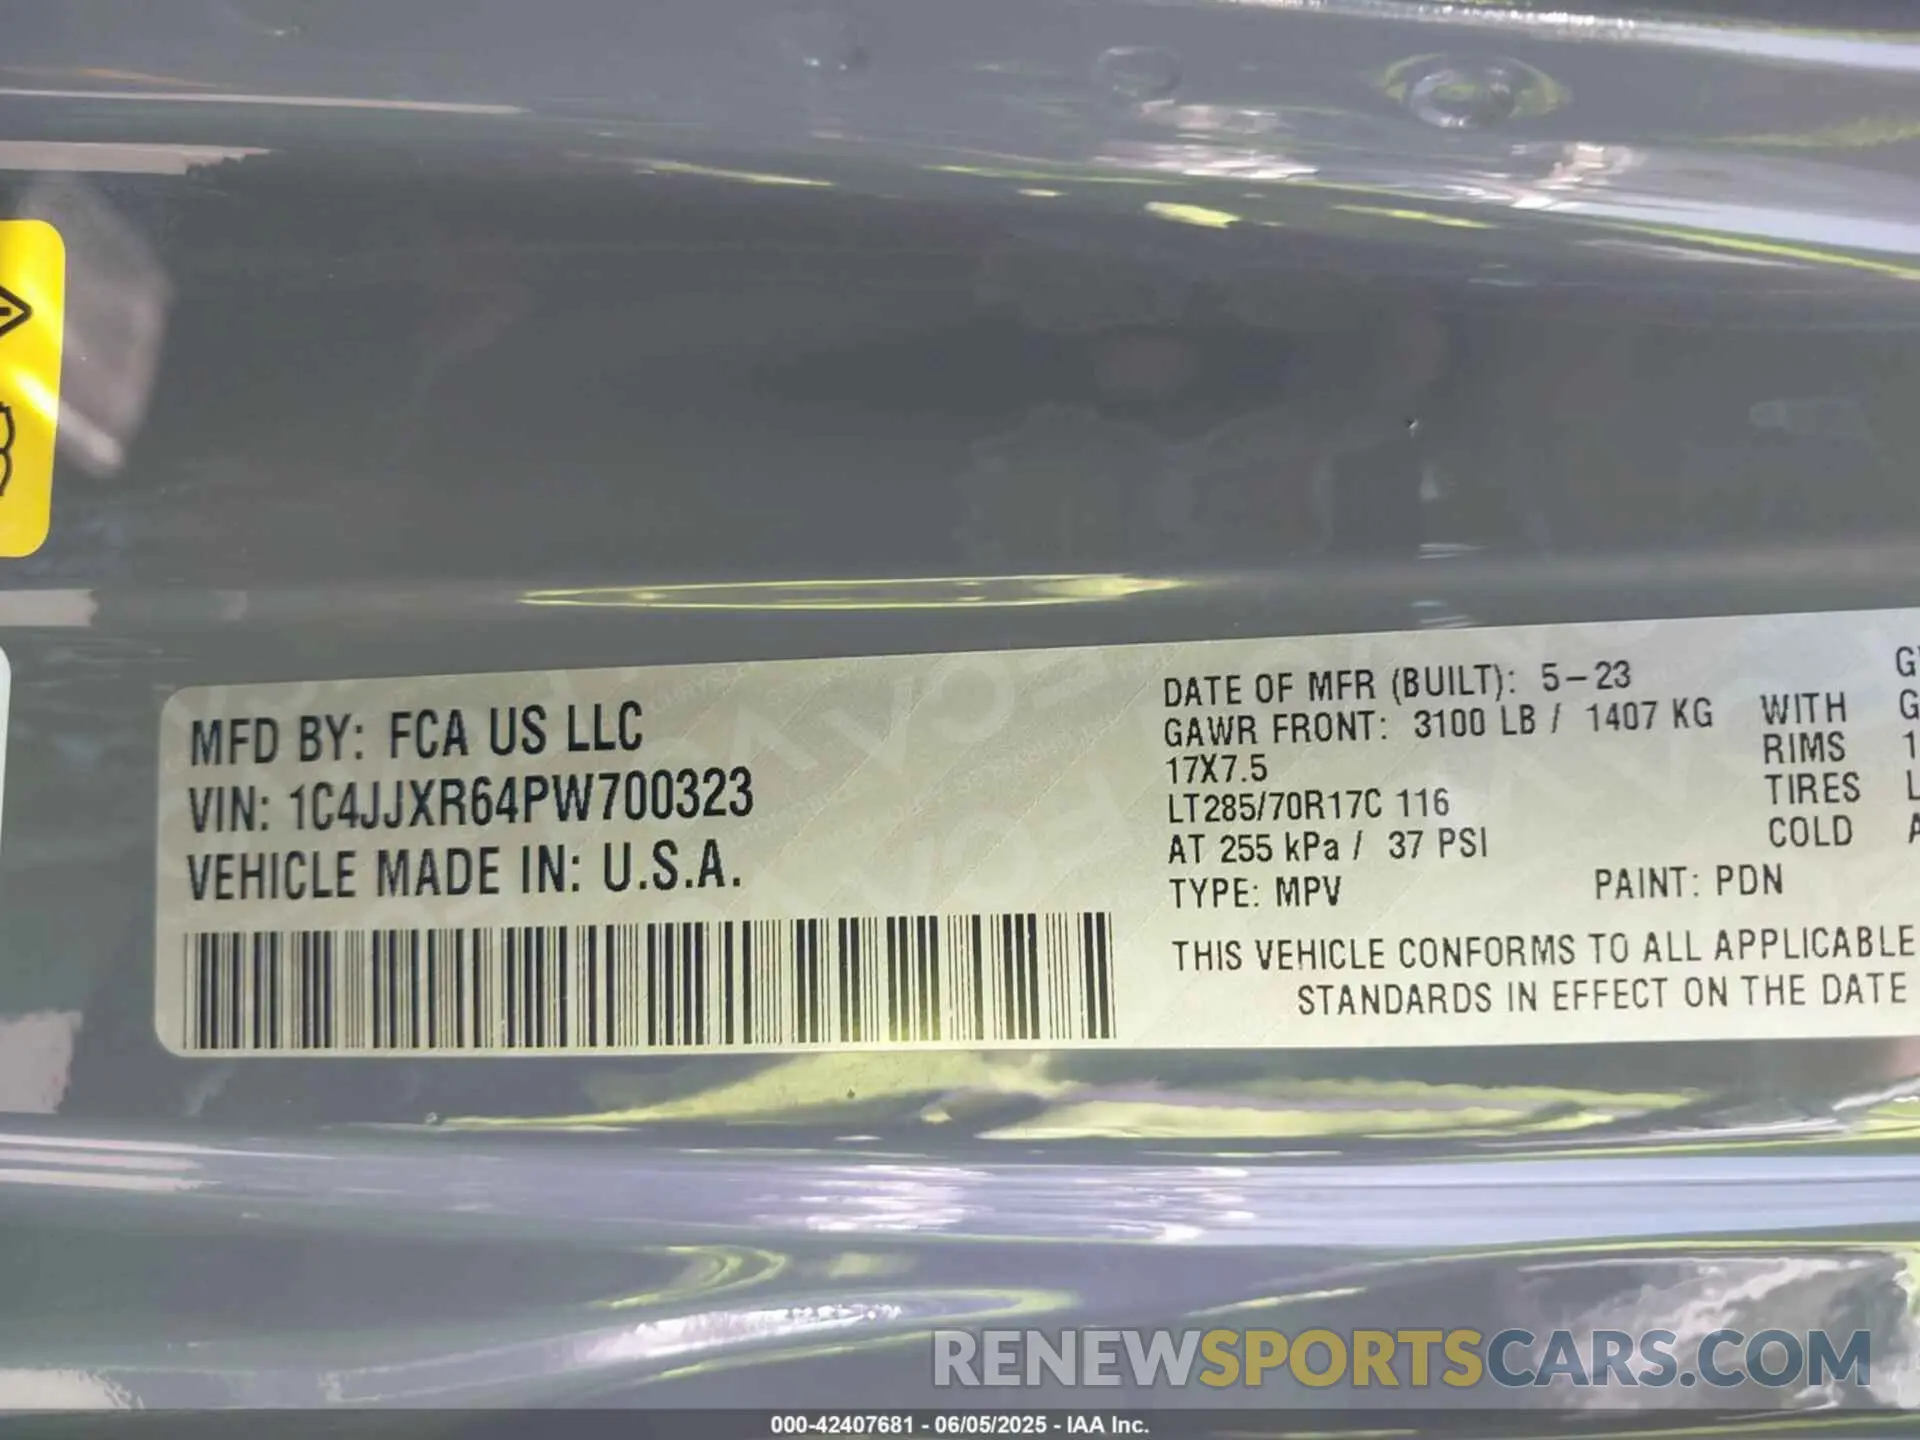 MFD BY: FCA US LLC
VIN: 1C4JJXR64PW700323
VEHICLE MADE IN: U.S.A.
DATE OF MFR (BUILT): 5-23
GAWR FRONT: 3100 LB / 1407 KG WITH
17X7.5 RIMS
LT285/70R17C 116 TIRES
AT 255 kPa / 37 PSI COLD
TYPE: MPV PAINT: PDN
THIS VEHICLE CONFORMS TO ALL APPLICABLE
STANDARDS IN EFFECT ON THE DATE
RENEWSPORTSCARS.COM
000-42407681 - 06/05/2025 - IAA Inc.